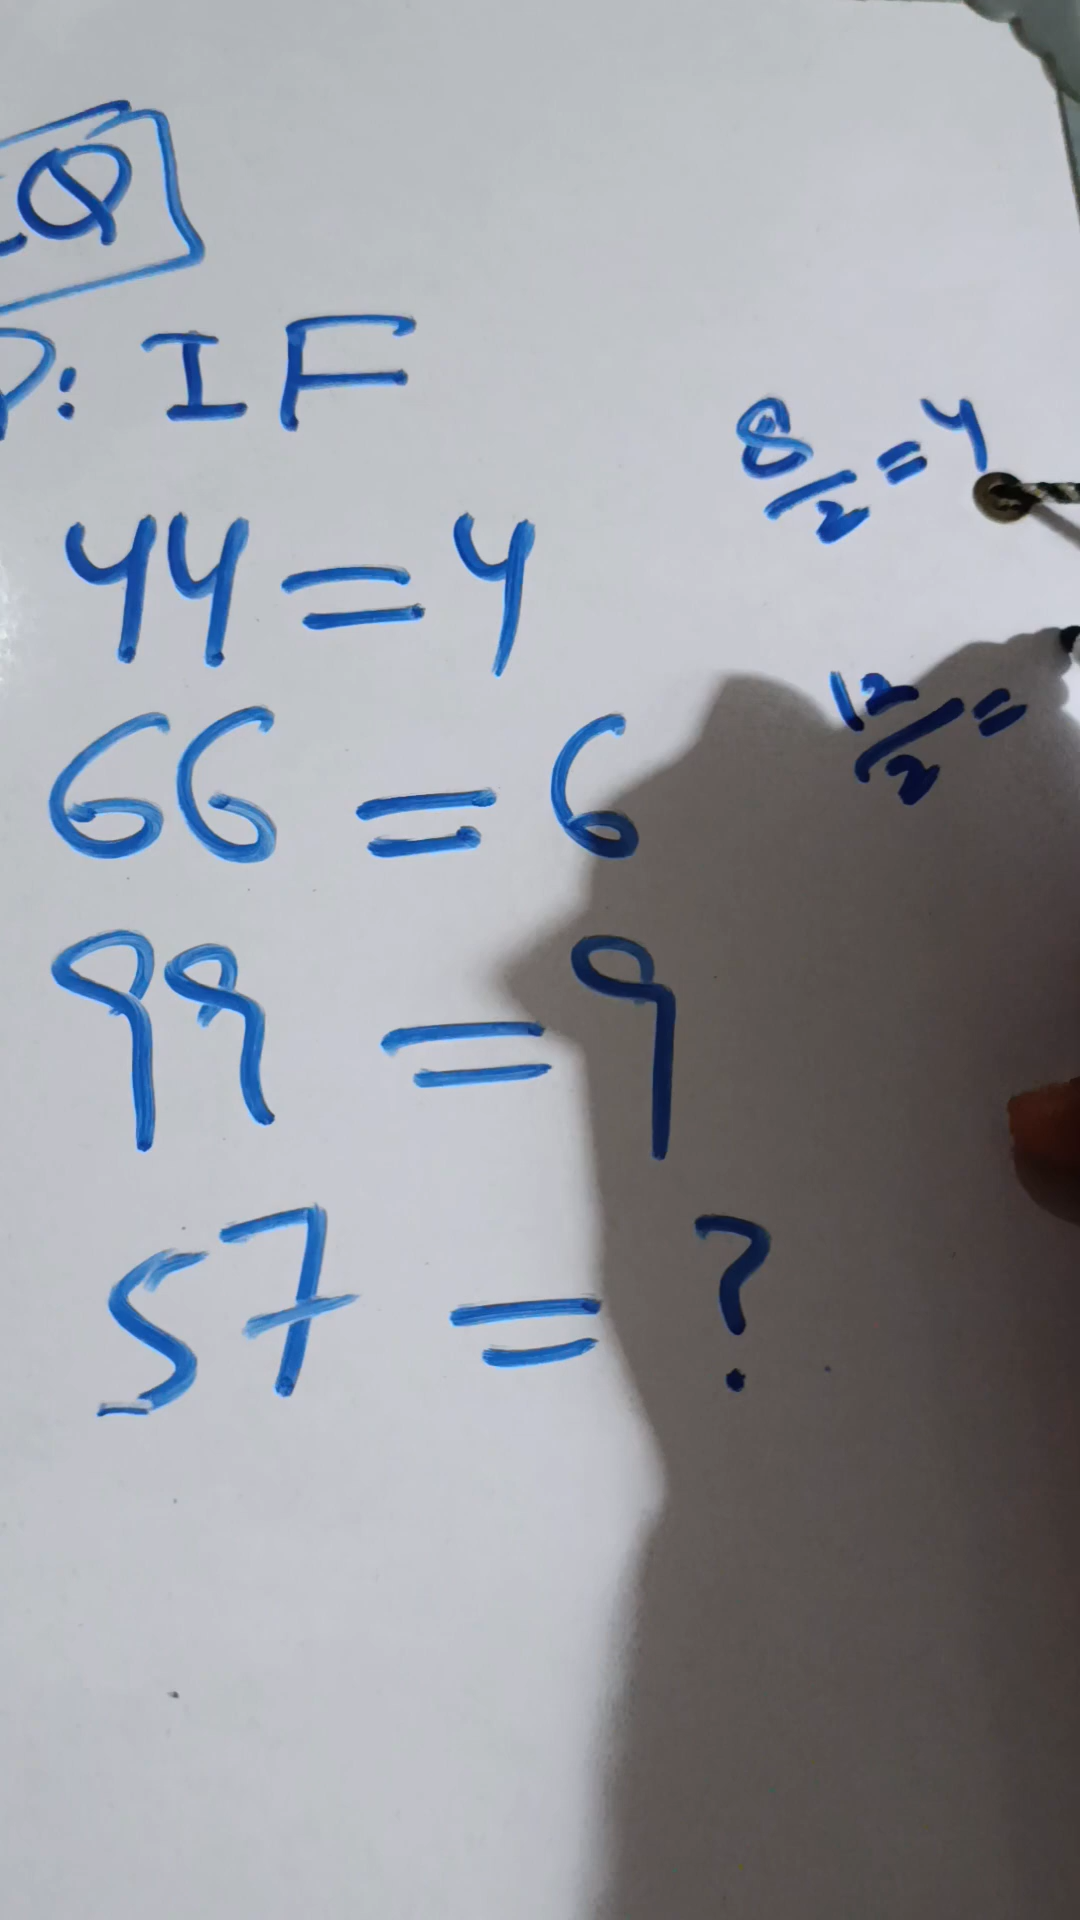 IQ
P: IF
44 = 4
8/2 = 4
66 = 6
12/2 =
99 = 9
57 = ?